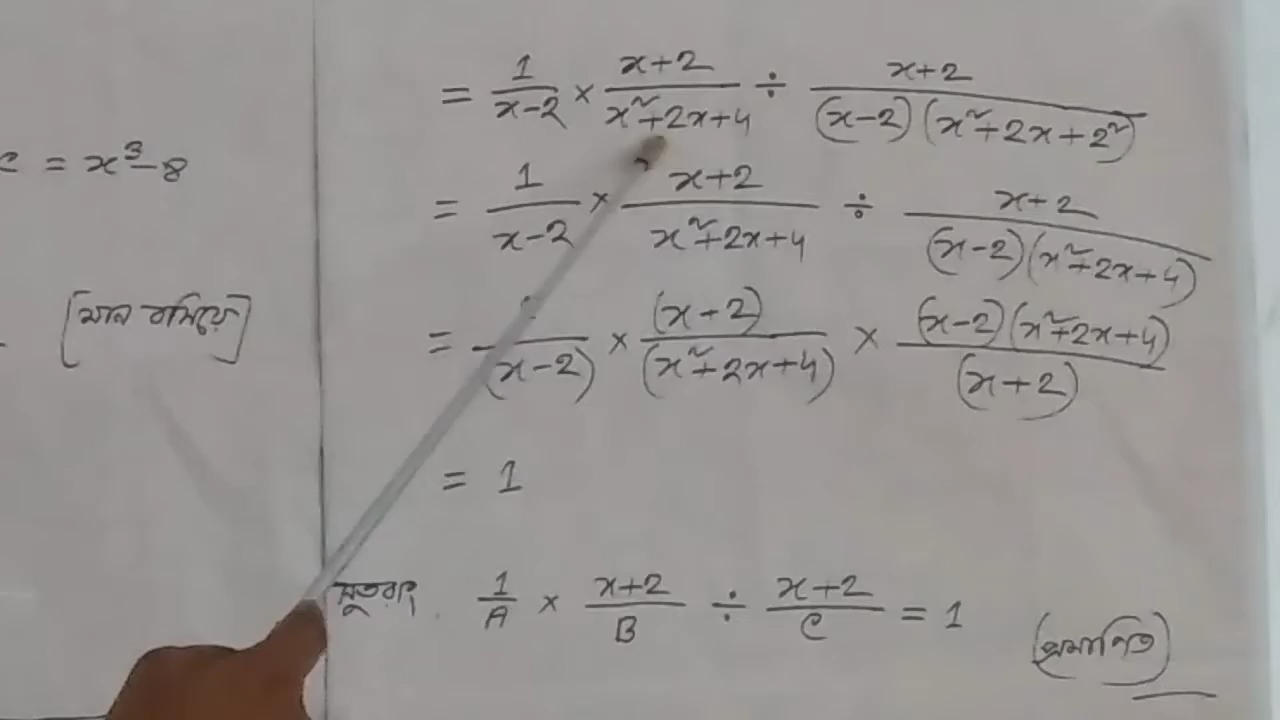 C = x³-8
[মান বসিয়ে]
= 1/(x-2) × (x+2)/(x²+2x+4) ÷ (x+2)/((x-2)(x²+2x+2²))
= 1/(x-2) × (x+2)/(x²+2x+4) ÷ (x+2)/((x-2)(x²+2x+4))
= /(x-2) × (x+2)/(x²+2x+4) × (x-2)(x²+2x+4)/(x+2)
= 1
সুতরাং 1/A × (x+2)/B ÷ (x+2)/C = 1
(প্রমাণিত)